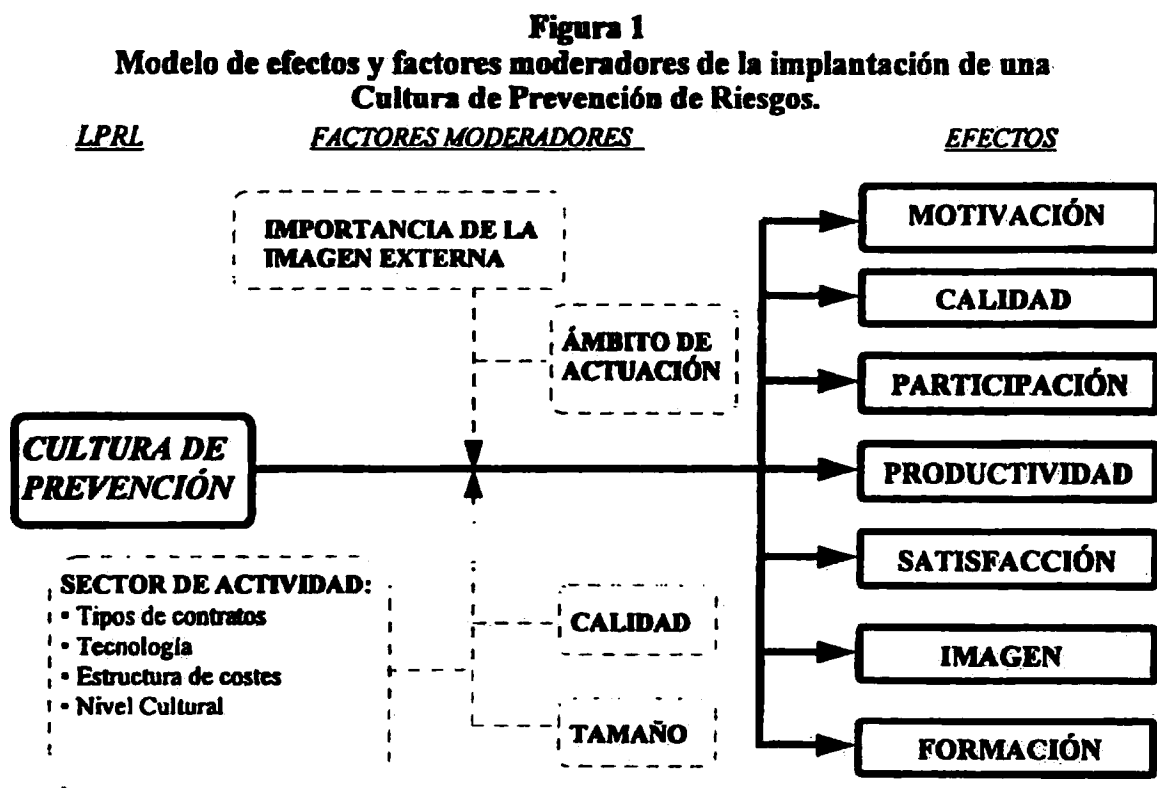 Figura 1
Modelo de efectos y factores moderadores de la implantación de una
Cultura de Prevención de Riesgos.
LPRL
FACTORES MODERADORES
EFECTOS
IMPORTANCIA DE LA
IMAGEN EXTERNA
ÁMBITO DE
ACTUACIÓN
CULTURA DE
PREVENCIÓN
SECTOR DE ACTIVIDAD:
▪ Tipos de contratos
▪ Tecnología
▪ Estructura de costes
▪ Nivel Cultural
CALIDAD
TAMAÑO
MOTIVACIÓN
CALIDAD
PARTICIPACIÓN
PRODUCTIVIDAD
SATISFACCIÓN
IMAGEN
FORMACIÓN